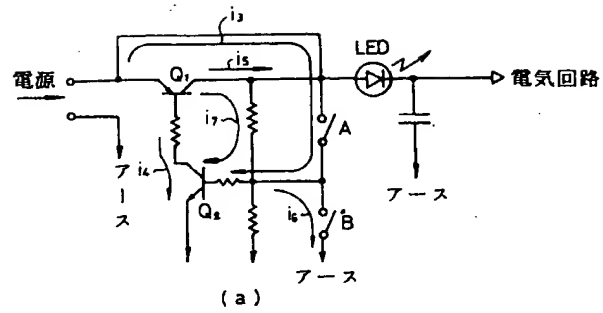 i₃
LED
電源
Q₁
i₅
電気回路
i₇
A
アース
i₄
アース
Q₂
i₆
B
アース
(a)